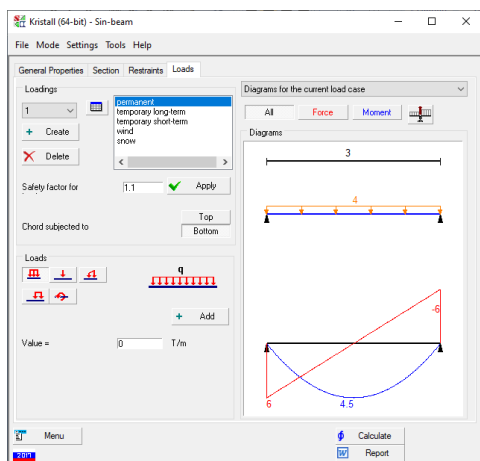 Kristall (64-bit) - Sin-beam
File Mode Settings Tools Help
General Properties Section Restraints Loads
Loadings
1
Create
Delete
permanent
temporary long-term
temporary short-term
wind
snow
Safety factor for
1.1
Apply
Chord subjected to
Top
Bottom
Loads
q
Add
Value =
0
T/m
Diagrams for the current load case
All Force Moment
Diagrams
3
4
-6
6
4.5
Menu
Calculate
Report
W
2017